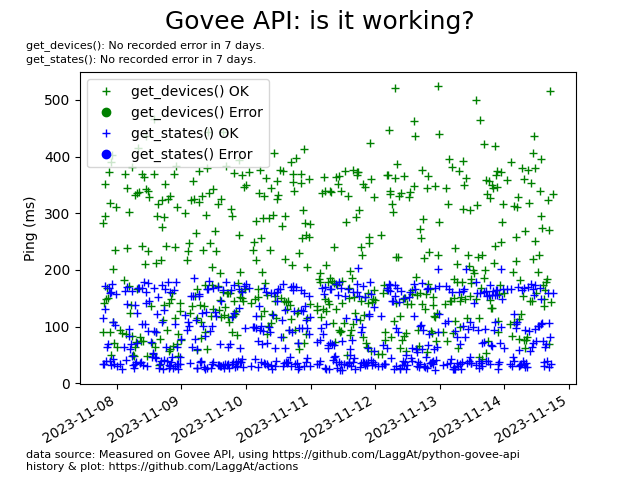 Govee API: is it working?
get_devices(): No recorded error in 7 days.
get_states(): No recorded error in 7 days.
get_devices() OK
get_devices() Error
get_states() OK
get_states() Error
Ping (ms)
500
400
300
200
100
0
2023-11-08
2023-11-09
2023-11-10
2023-11-11
2023-11-12
2023-11-13
2023-11-14
2023-11-15
data source: Measured on Govee API, using https://github.com/LaggAt/python-govee-api
history & plot: https://github.com/LaggAt/actions